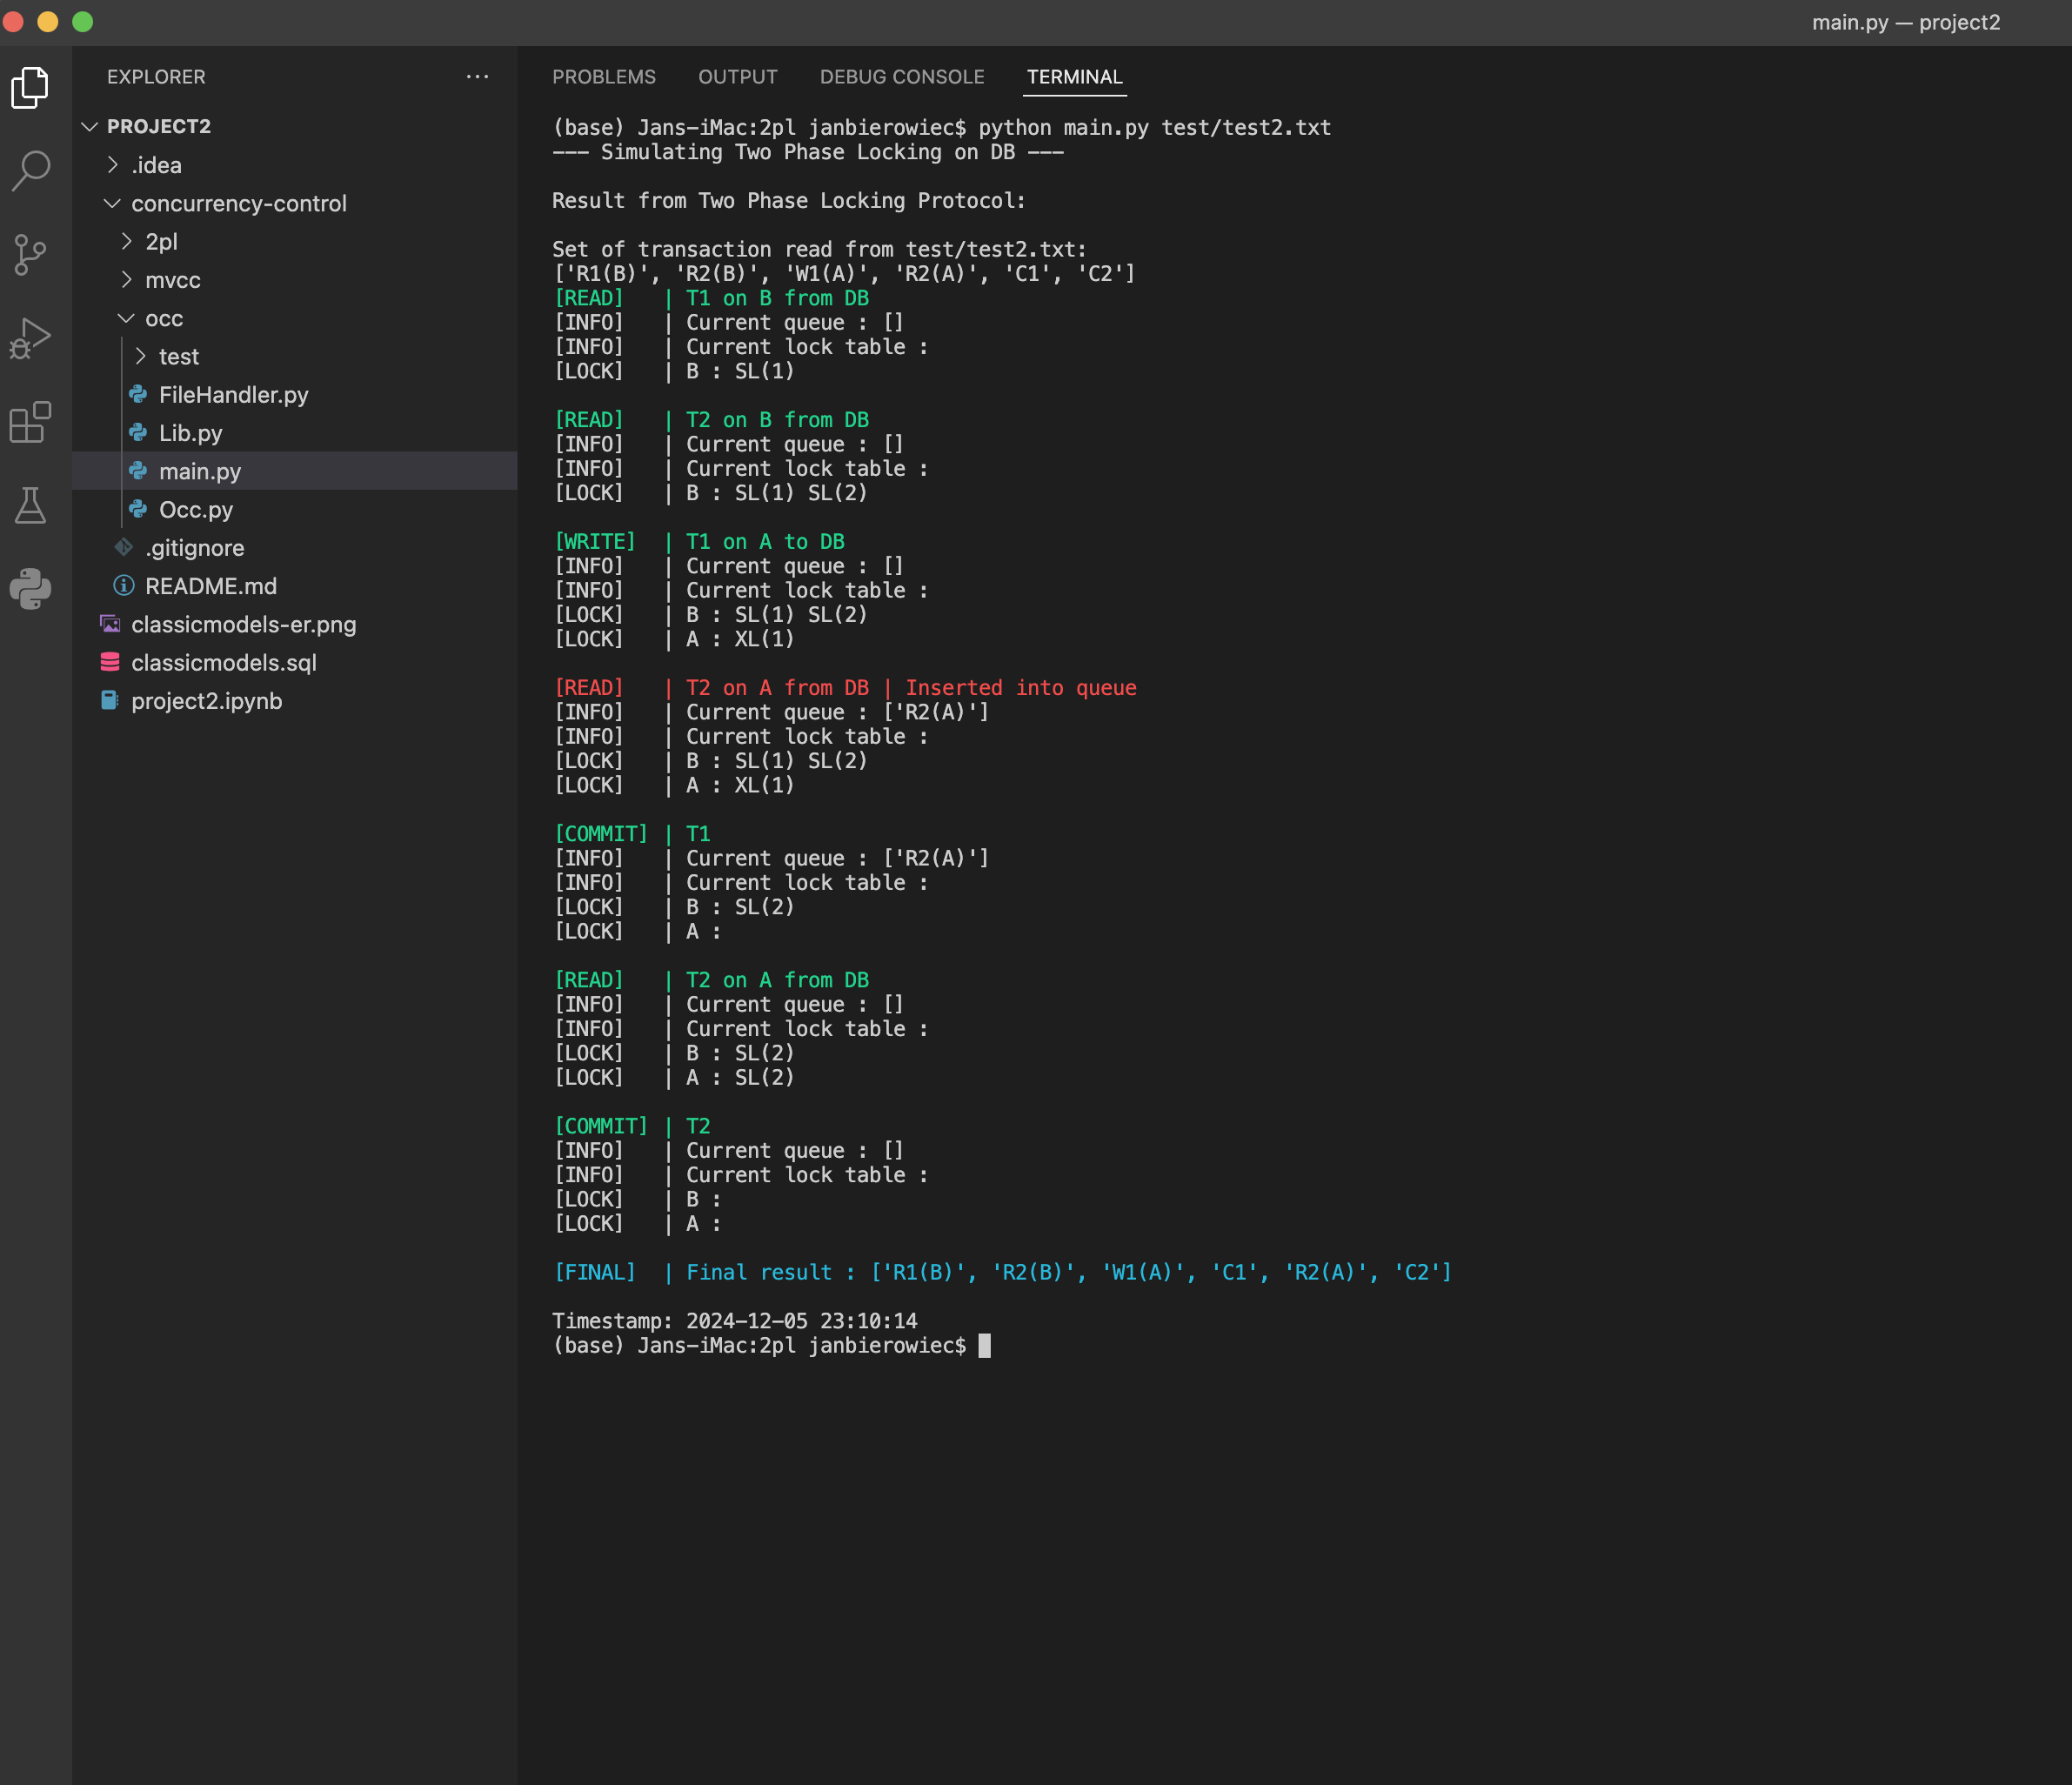 main.py — project2
EXPLORER
PROJECT2
.idea
concurrency-control
2pl
mvcc
occ
test
FileHandler.py
Lib.py
main.py
Occ.py
.gitignore
README.md
classicmodels-er.png
classicmodels.sql
project2.ipynb
PROBLEMS OUTPUT DEBUG CONSOLE TERMINAL
(base) Jans-iMac:2pl janbierowiec$ python main.py test/test2.txt
--- Simulating Two Phase Locking on DB ---
Result from Two Phase Locking Protocol:
Set of transaction read from test/test2.txt:
['R1(B)', 'R2(B)', 'W1(A)', 'R2(A)', 'C1', 'C2']
[READ] | T1 on B from DB
[INFO] | Current queue : []
[INFO] | Current lock table :
[LOCK] | B : SL(1)
[READ] | T2 on B from DB
[INFO] | Current queue : []
[INFO] | Current lock table :
[LOCK] | B : SL(1) SL(2)
[WRITE] | T1 on A to DB
[INFO] | Current queue : []
[INFO] | Current lock table :
[LOCK] | B : SL(1) SL(2)
[LOCK] | A : XL(1)
[READ] | T2 on A from DB | Inserted into queue
[INFO] | Current queue : ['R2(A)']
[INFO] | Current lock table :
[LOCK] | B : SL(1) SL(2)
[LOCK] | A : XL(1)
[COMMIT] | T1
[INFO] | Current queue : ['R2(A)']
[INFO] | Current lock table :
[LOCK] | B : SL(2)
[LOCK] | A :
[READ] | T2 on A from DB
[INFO] | Current queue : []
[INFO] | Current lock table :
[LOCK] | B : SL(2)
[LOCK] | A : SL(2)
[COMMIT] | T2
[INFO] | Current queue : []
[INFO] | Current lock table :
[LOCK] | B :
[LOCK] | A :
[FINAL] | Final result : ['R1(B)', 'R2(B)', 'W1(A)', 'C1', 'R2(A)', 'C2']
Timestamp: 2024-12-05 23:10:14
(base) Jans-iMac:2pl janbierowiec$